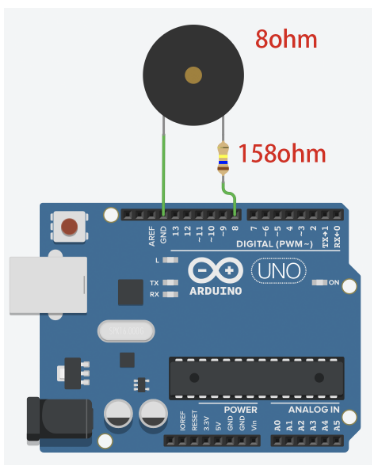 8ohm
158ohm
AREF
GND
13
12
~11
~10
~9
8
7
~6
~5
4
~3
2
TX→1
RX←0
DIGITAL (PWM~)
L
TX
RX
ARDUINO
UNO
ON
IOREF
RESET
3.3V
5V
GND
GND
Vin
POWER
ANALOG IN
A0
A1
A2
A3
A4
A5